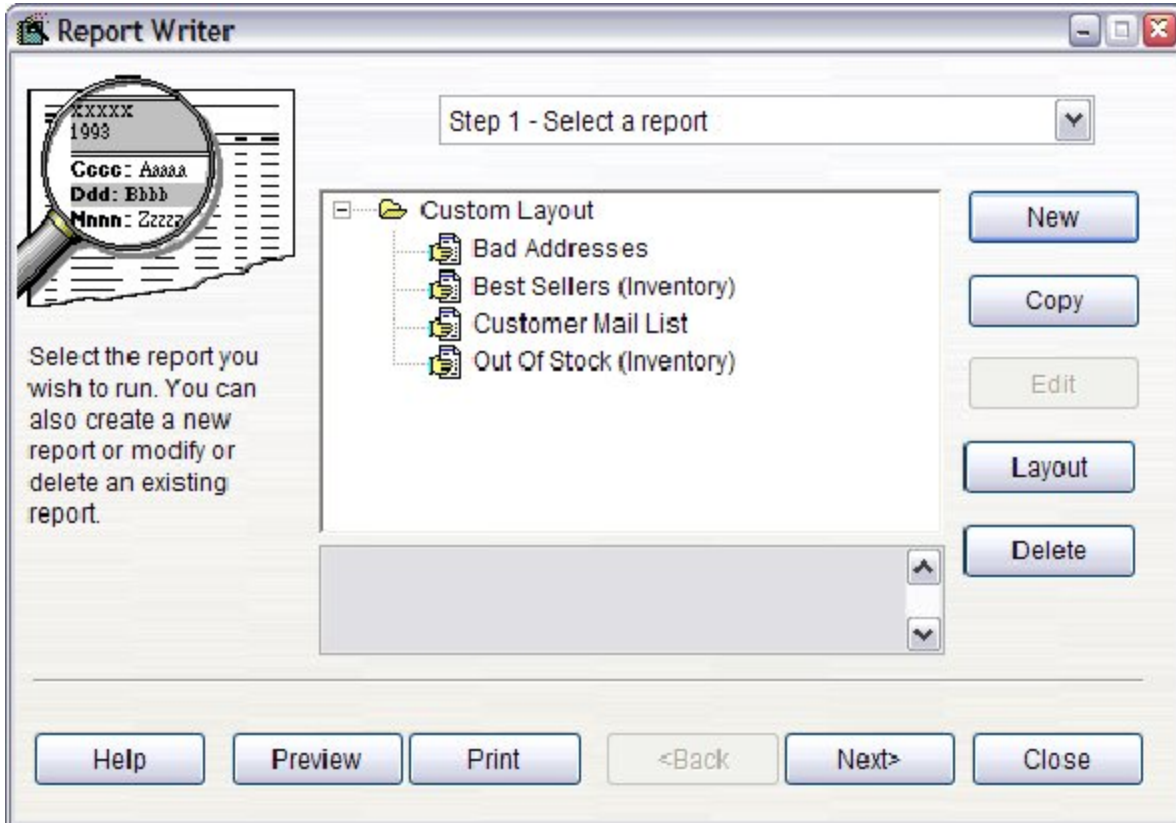 Report Writer
XXXXX
1993
Cccc: Aaaaa
Ddd: Bbbb
Nnnn: Zzzzz
Step 1 - Select a report
Custom Layout
Bad Addresses
Best Sellers (Inventory)
Customer Mail List
Out Of Stock (Inventory)
New
Copy
Edit
Layout
Delete
Select the report you
wish to run. You can
also create a new
report or modify or
delete an existing
report.
Help
Preview
Print
<Back
Next>
Close